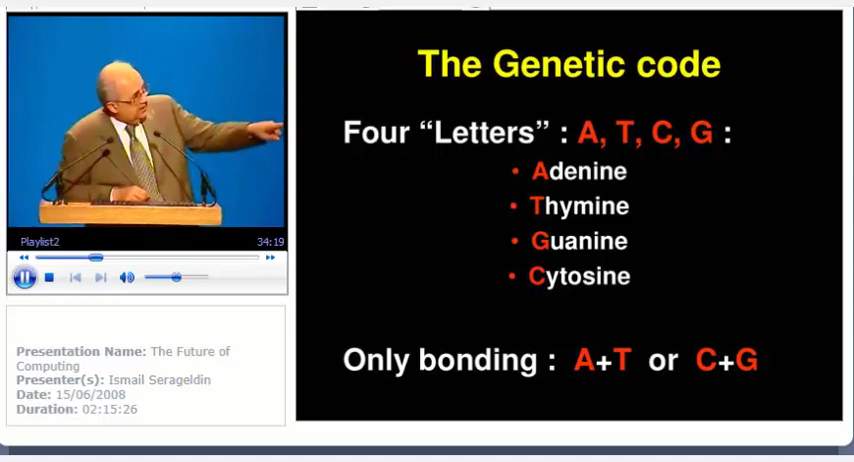 Playlist2 34:19
Presentation Name: The Future of
Computing
Presenter(s): Ismail Serageldin
Date: 15/06/2008
Duration: 02:15:26
The Genetic code
Four “Letters” : A, T, C, G :
• Adenine
• Thymine
• Guanine
• Cytosine
Only bonding : A+T or C+G